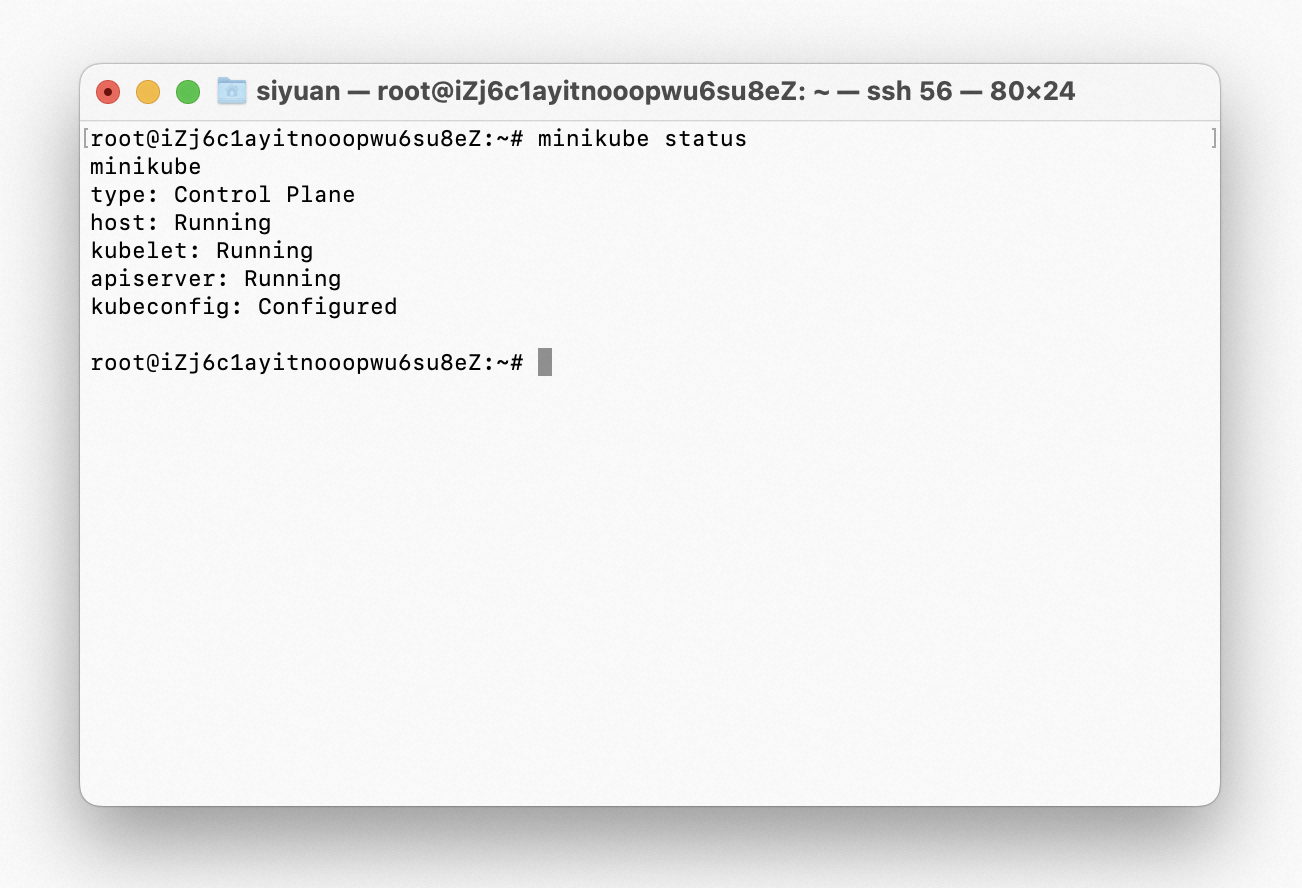 siyuan — root@iZj6c1ayitnooopwu6su8eZ: ~ — ssh 56 — 80×24
[root@iZj6c1ayitnooopwu6su8eZ:~# minikube status ]
minikube
type: Control Plane
host: Running
kubelet: Running
apiserver: Running
kubeconfig: Configured
root@iZj6c1ayitnooopwu6su8eZ:~#